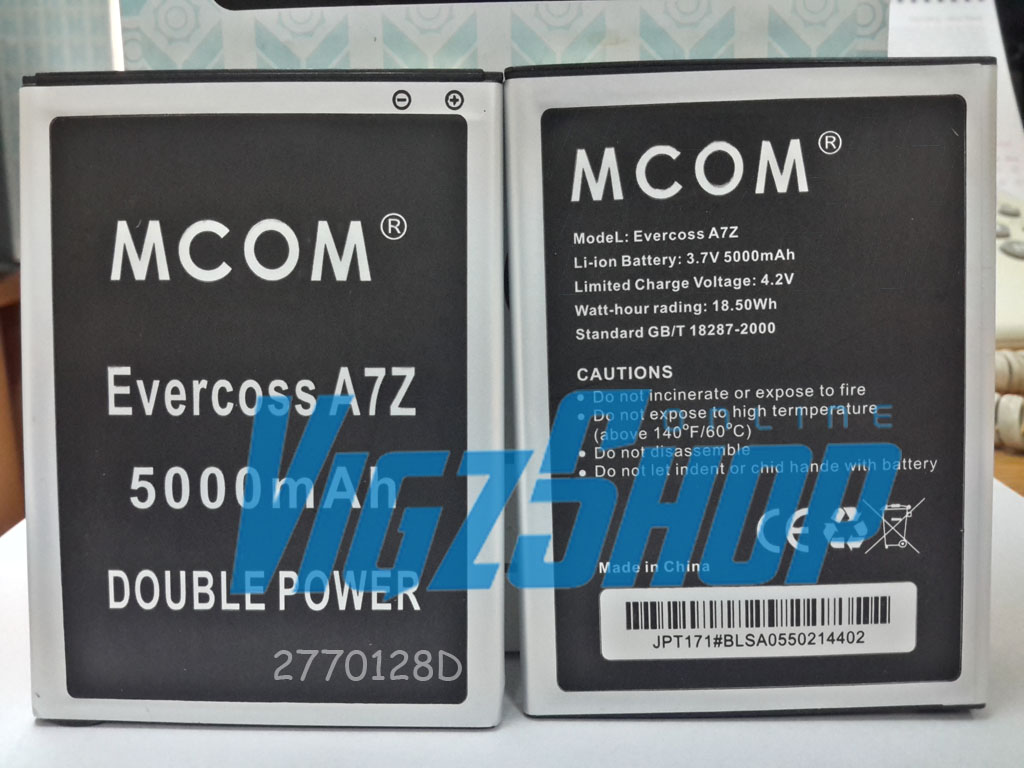 MCOM®
Evercoss A7Z
5000mAh
DOUBLE POWER
2770128D
MCOM®
ModeL: Evercoss A7Z
Li-ion Battery: 3.7V 5000mAh
Limited Charge Voltage: 4.2V
Watt-hour rading: 18.50Wh
Standard GB/T 18287-2000
CAUTIONS
• Do not incinerate or expose to fire
• Do not expose to high termperature
(above 140°F/60°C)
• Do not disassemble
• Do not let indent or chid hande with battery
CE
Made in China
JPT171#BLSA0550214402
VIGZSHOP
ONLINE